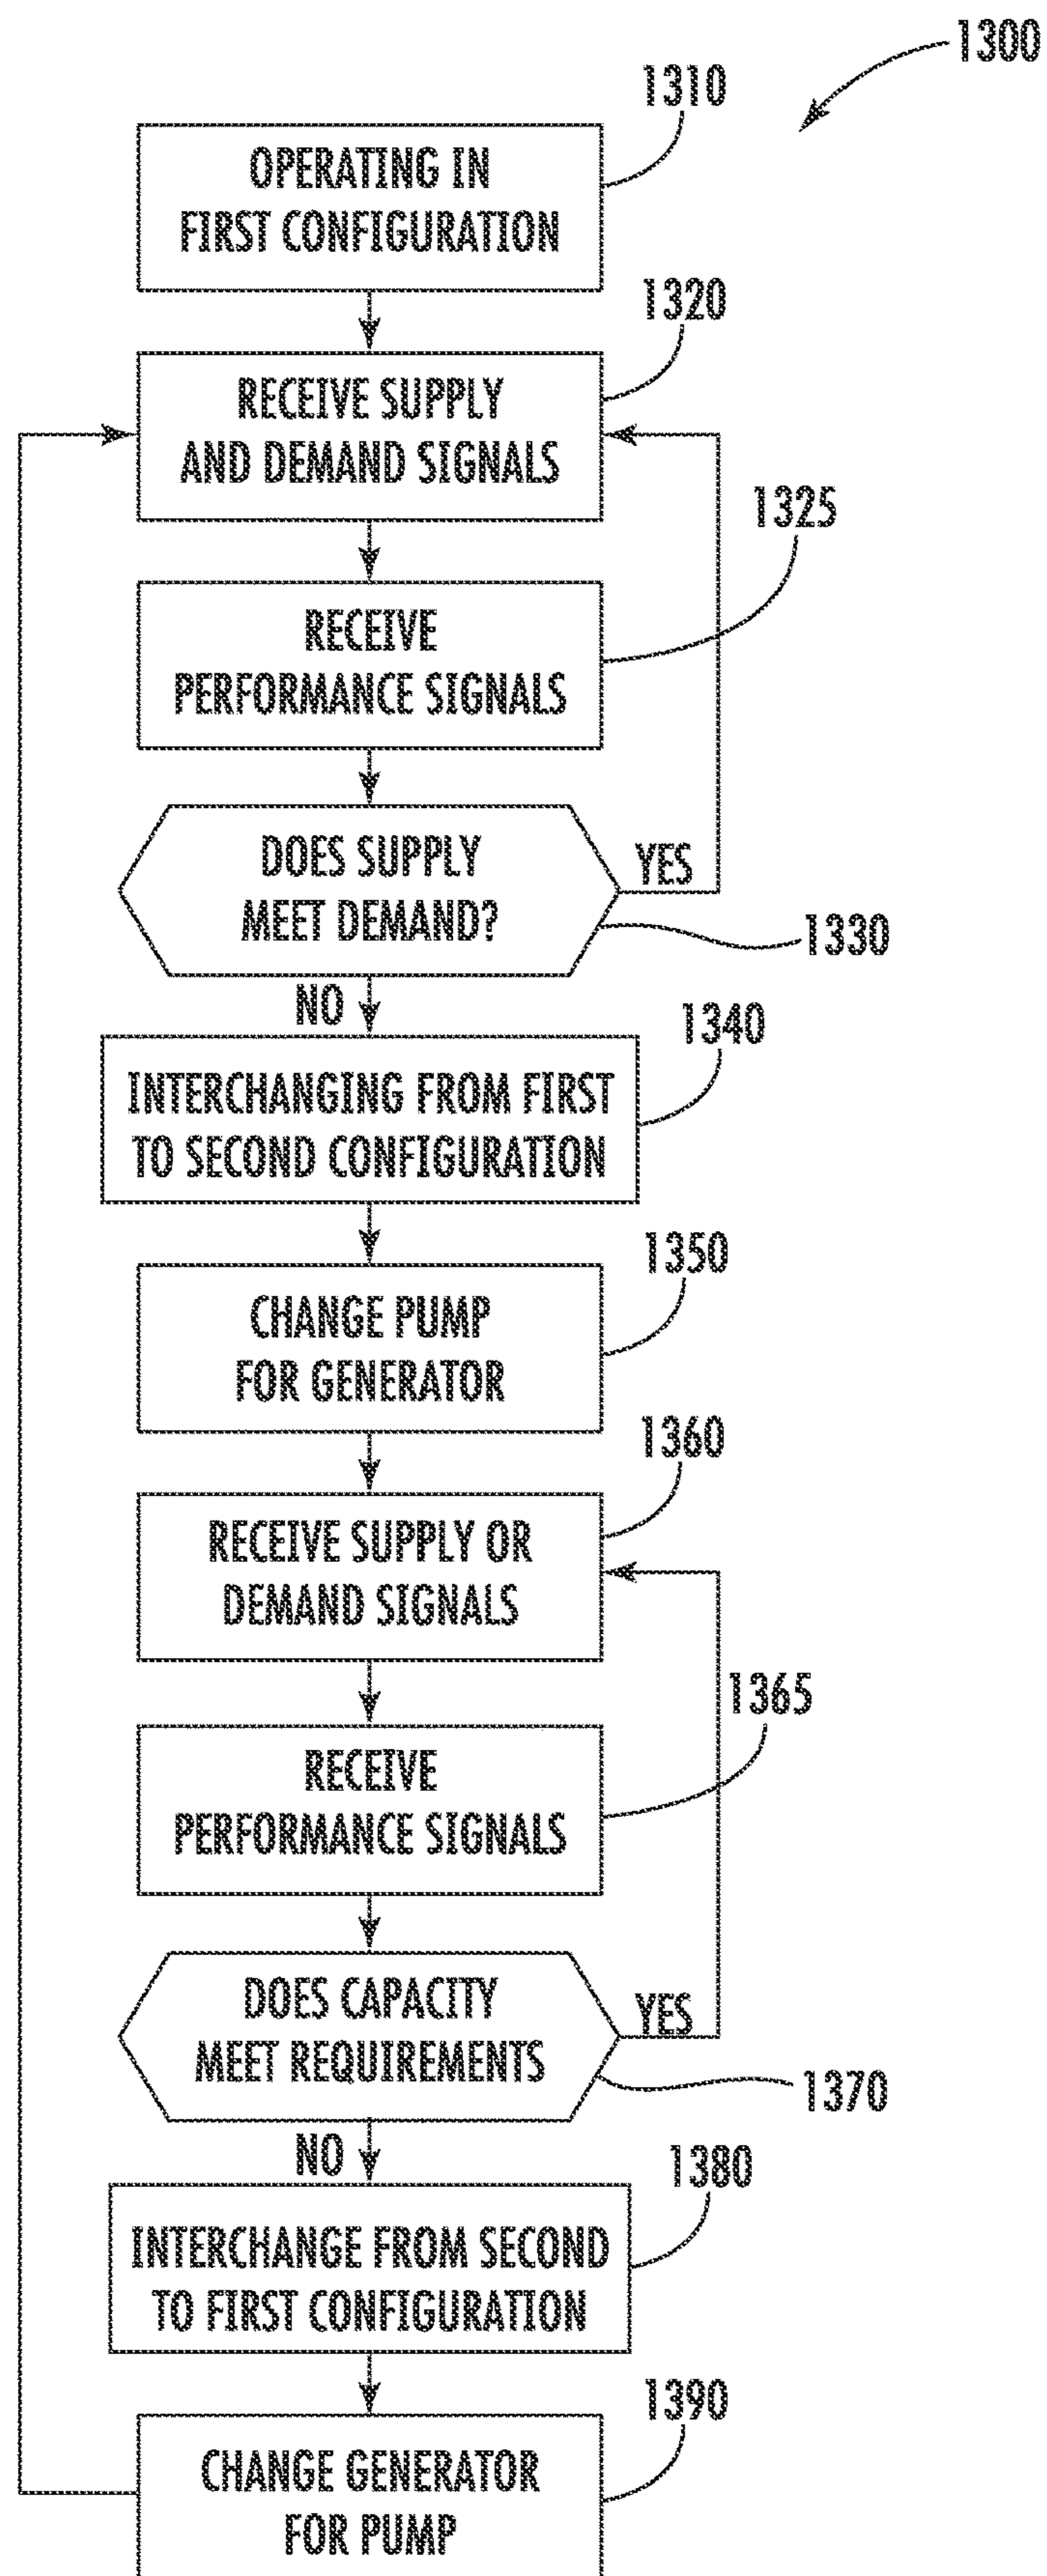 1300
1310
OPERATING IN
FIRST CONFIGURATION
1320
RECEIVE SUPPLY
AND DEMAND SIGNALS
1325
RECEIVE
PERFORMANCE SIGNALS
DOES SUPPLY
MEET DEMAND?
YES
1330
NO
1340
INTERCHANGING FROM FIRST
TO SECOND CONFIGURATION
1350
CHANGE PUMP
FOR GENERATOR
1360
RECEIVE SUPPLY OR
DEMAND SIGNALS
1365
RECEIVE
PERFORMANCE SIGNALS
DOES CAPACITY
MEET REQUIREMENTS
YES
1370
NO
1380
INTERCHANGE FROM SECOND
TO FIRST CONFIGURATION
1390
CHANGE GENERATOR
FOR PUMP